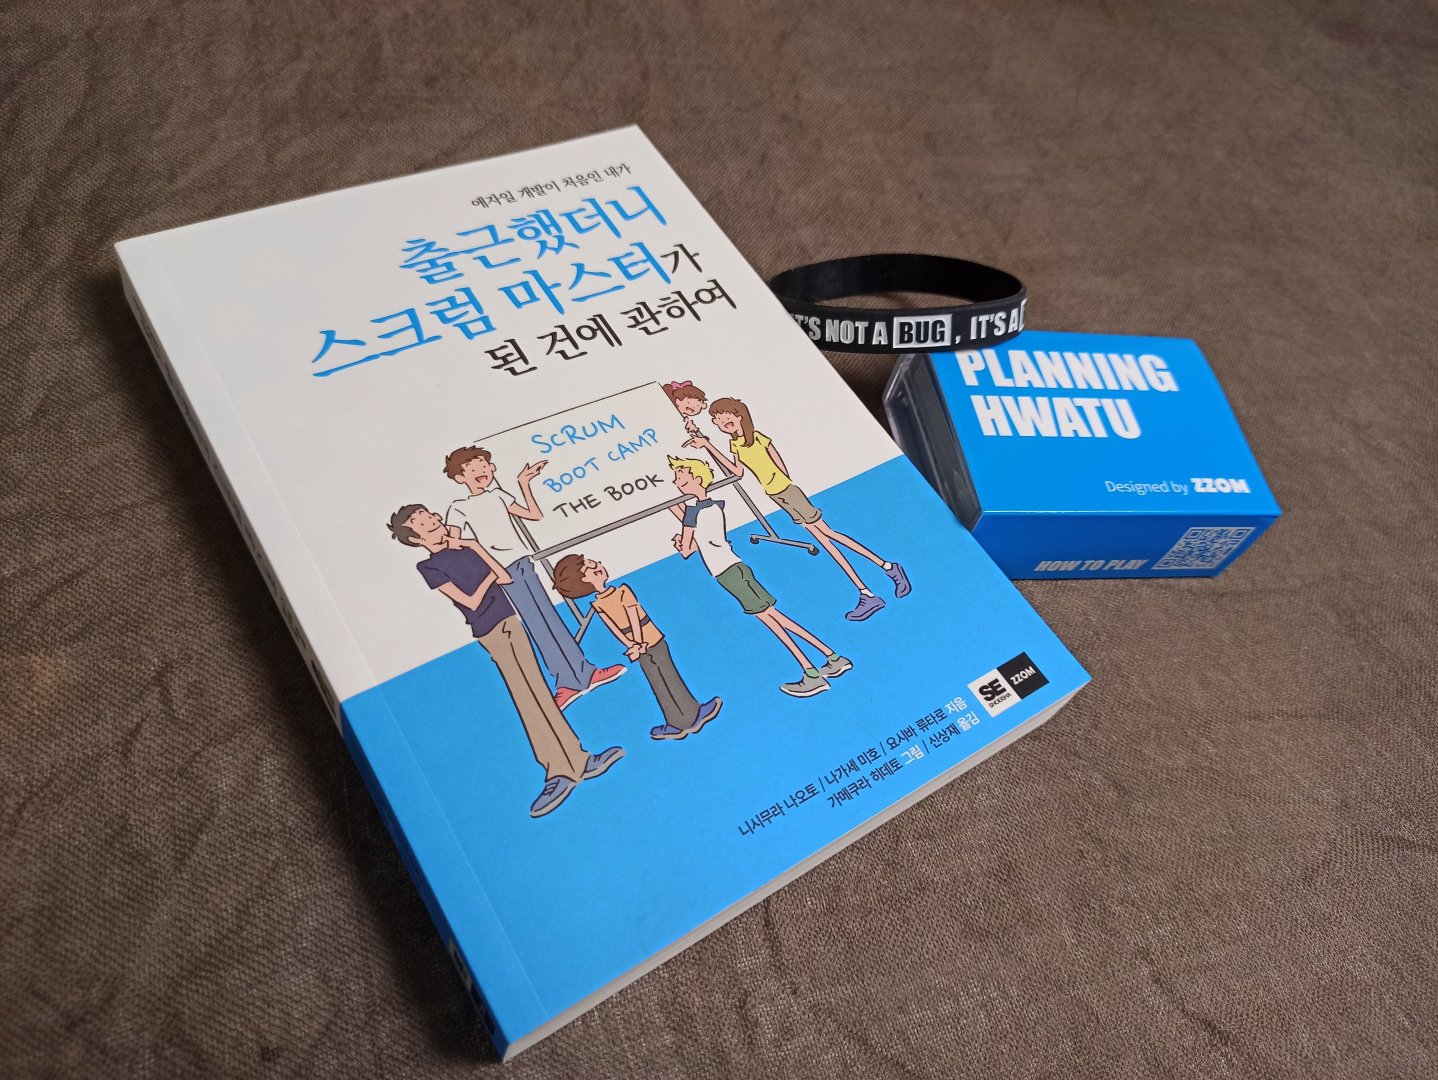 애자일 개발이 처음인 내가
출근했더니
스크럼 마스터가
된 건에 관하여
SCRUM
BOOT CAMP
THE BOOK
니시무라 나오토 / 나가세 미호 / 요시바 류타로 지음
가메쿠라 히데토 그림 / 신상재 옮김
SE
SHOEISHA
ZZOM
IT'S NOT A BUG, IT'S A
PLANNING
HWATU
Designed by ZZOM
HOW TO PLAY